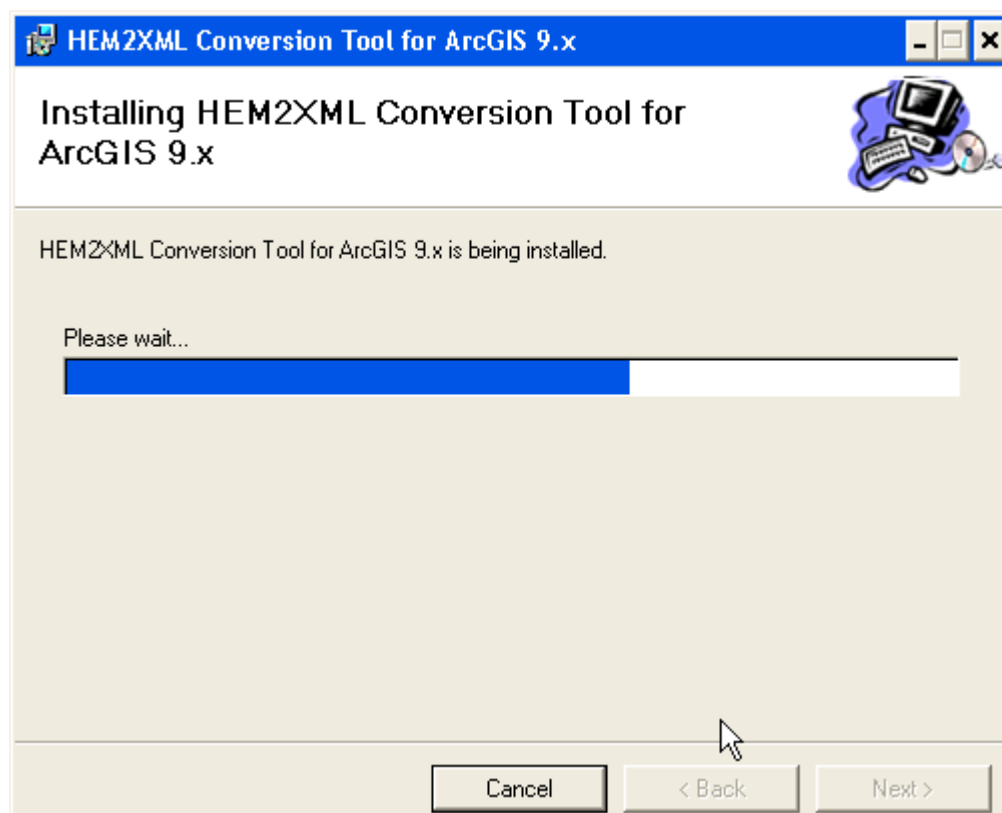 HEM2XML Conversion Tool for ArcGIS 9.x
Installing HEM2XML Conversion Tool for
ArcGIS 9.x
HEM2XML Conversion Tool for ArcGIS 9.x is being installed.
Please wait...
Cancel
< Back
Next >